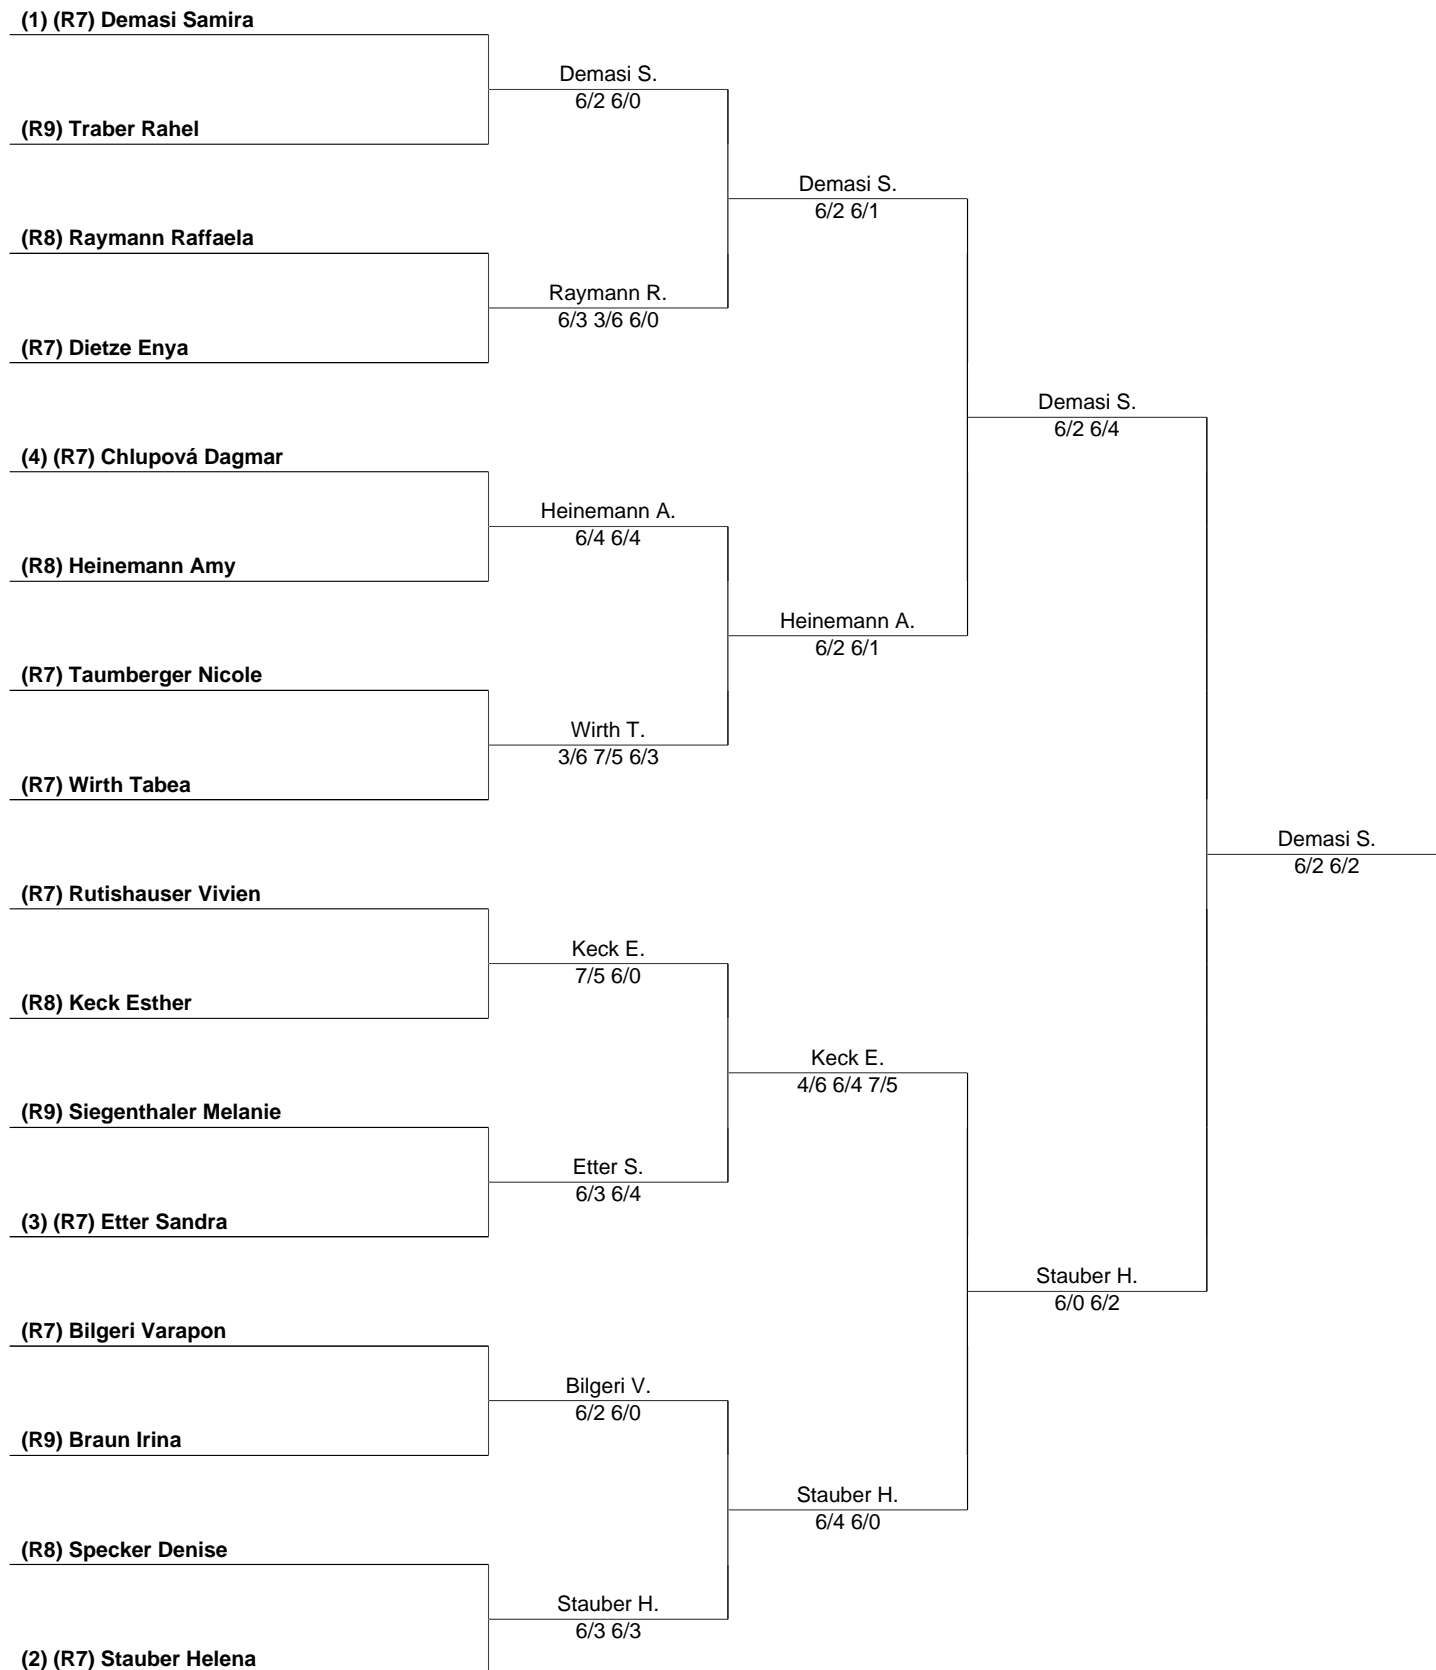 (1) (R7) Demasi Samira
Demasi S.
6/2 6/0
(R9) Traber Rahel
Demasi S.
6/2 6/1
(R8) Raymann Raffaela
Raymann R.
6/3 3/6 6/0
(R7) Dietze Enya
Demasi S.
6/2 6/4
(4) (R7) Chlupová Dagmar
Heinemann A.
6/4 6/4
(R8) Heinemann Amy
Heinemann A.
6/2 6/1
(R7) Taumberger Nicole
Wirth T.
3/6 7/5 6/3
(R7) Wirth Tabea
Demasi S.
6/2 6/2
(R7) Rutishauser Vivien
Keck E.
7/5 6/0
(R8) Keck Esther
Keck E.
4/6 6/4 7/5
(R9) Siegenthaler Melanie
Etter S.
6/3 6/4
(3) (R7) Etter Sandra
Stauber H.
6/0 6/2
(R7) Bilgeri Varapon
Bilgeri V.
6/2 6/0
(R9) Braun Irina
Stauber H.
6/4 6/0
(R8) Specker Denise
Stauber H.
6/3 6/3
(2) (R7) Stauber Helena